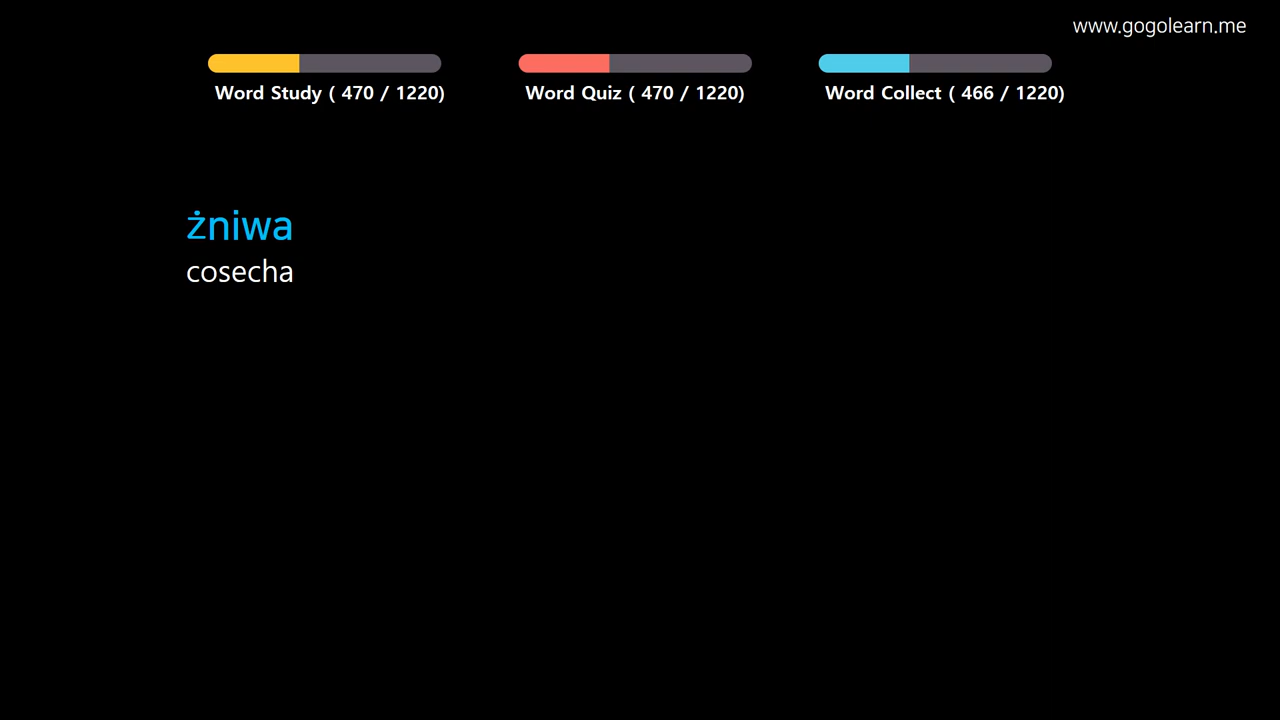 www.gogolearn.me
Word Study ( 470 / 1220)
Word Quiz ( 470 / 1220)
Word Collect ( 466 / 1220)
żniwa
cosecha